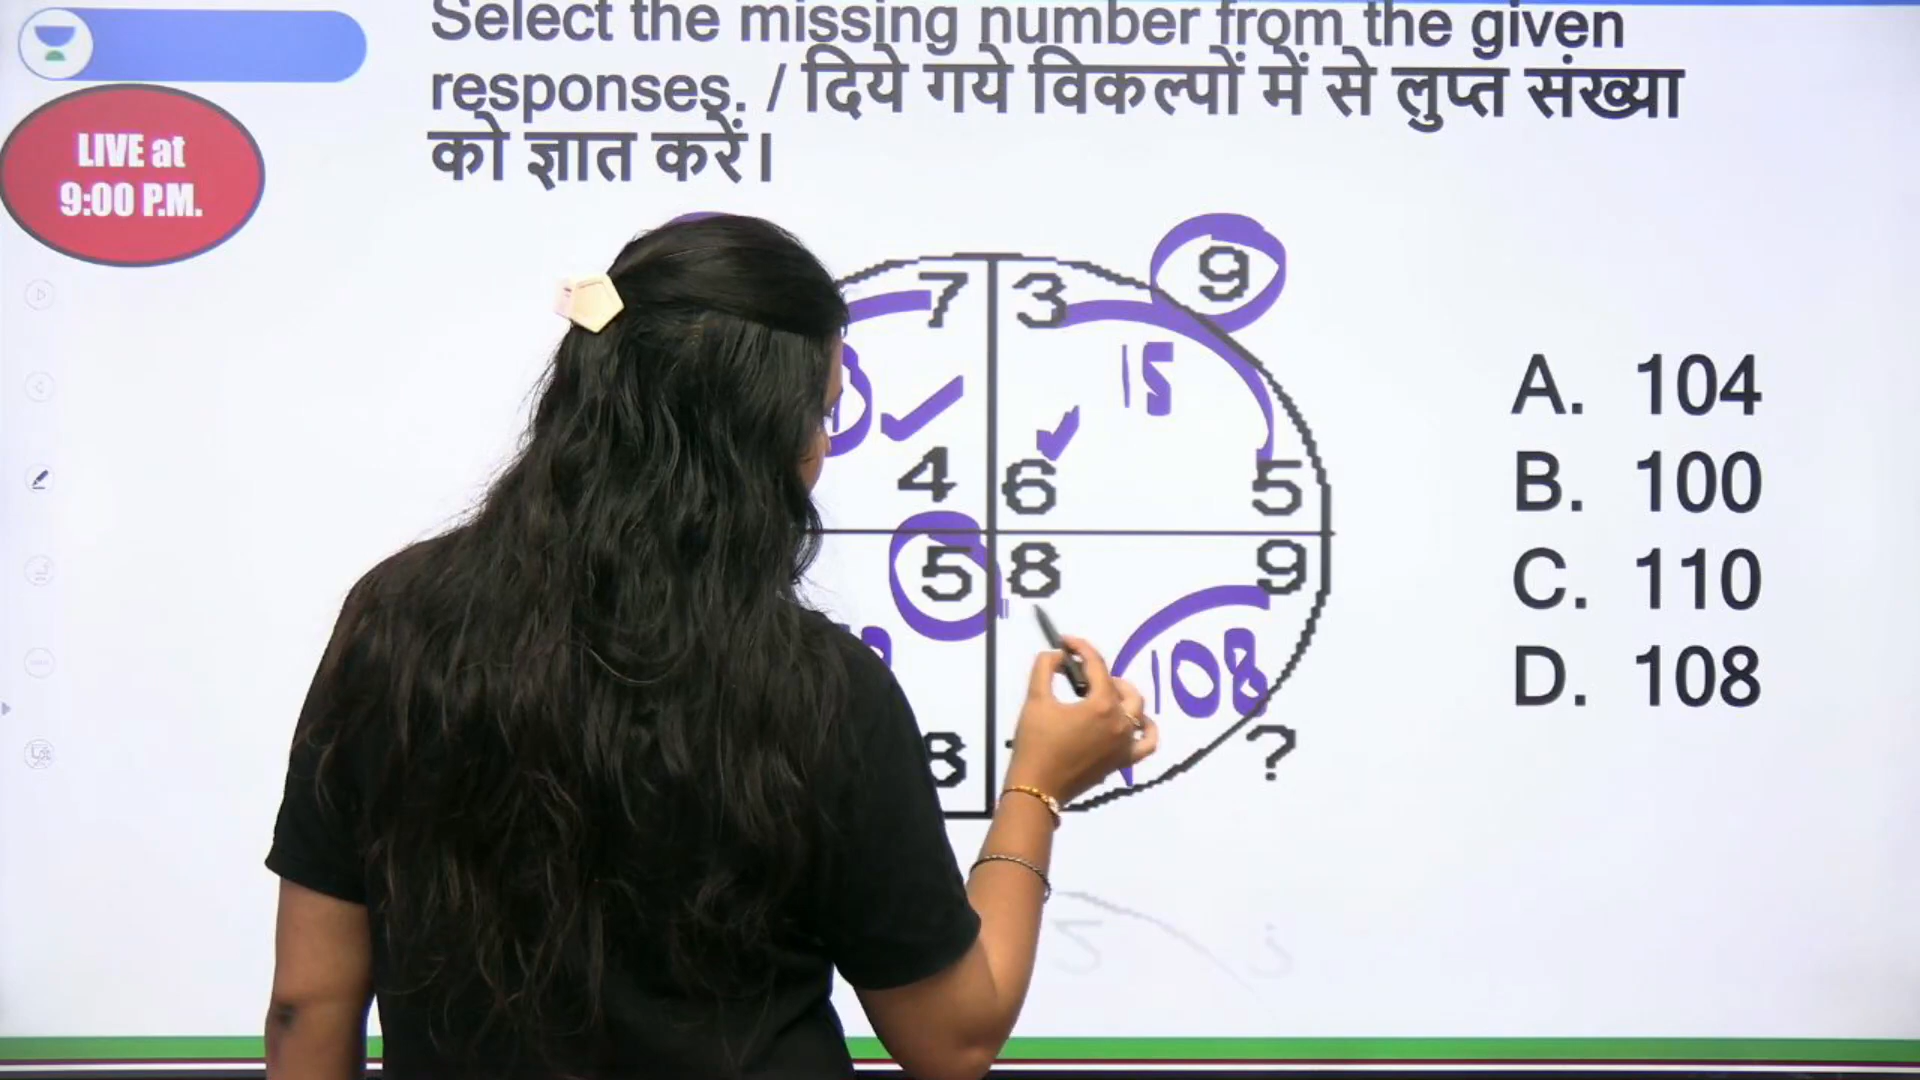 Select the missing number from the given
responses. / दिये गये विकल्पों में से लुप्त संख्या
को ज्ञात करें।
LIVE at
9:00 P.M.
7 3 9
15
4 6 5
5 8 9
108
8 ?
A. 104
B. 100
C. 110
D. 108